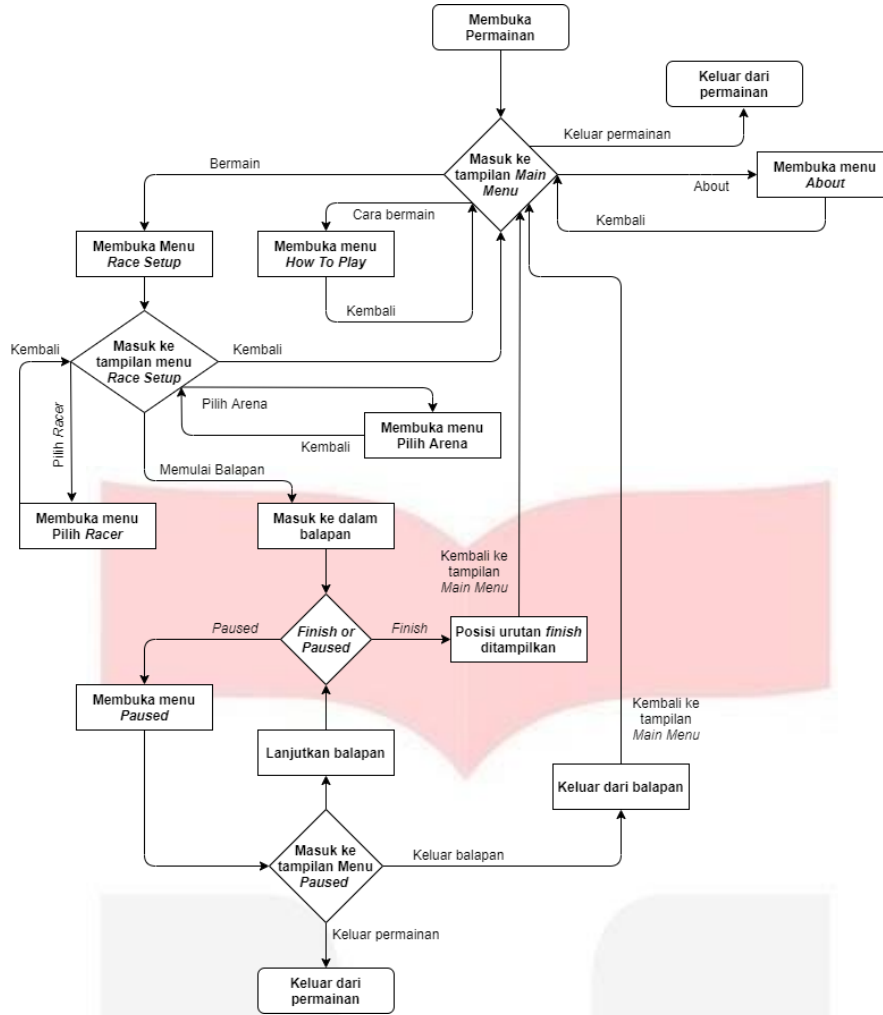 Membuka
Permainan
Keluar dari
permainan
Keluar permainan
Masuk ke
tampilan Main
Menu
Bermain
About
Membuka menu
About
Kembali
Cara bermain
Membuka Menu
Race Setup
Membuka menu
How To Play
Kembali
Kembali
Masuk ke
tampilan menu
Race Setup
Kembali
Pilih Arena
Membuka menu
Pilih Arena
Kembali
Pilih Racer
Memulai Balapan
Membuka menu
Pilih Racer
Masuk ke dalam
balapan
Kembali ke
tampilan
Main Menu
Paused
Finish or
Paused
Finish
Posisi urutan finish
ditampilkan
Membuka menu
Paused
Kembali ke
tampilan
Main Menu
Lanjutkan balapan
Keluar dari balapan
Masuk ke
tampilan Menu
Paused
Keluar balapan
Keluar permainan
Keluar dari
permainan